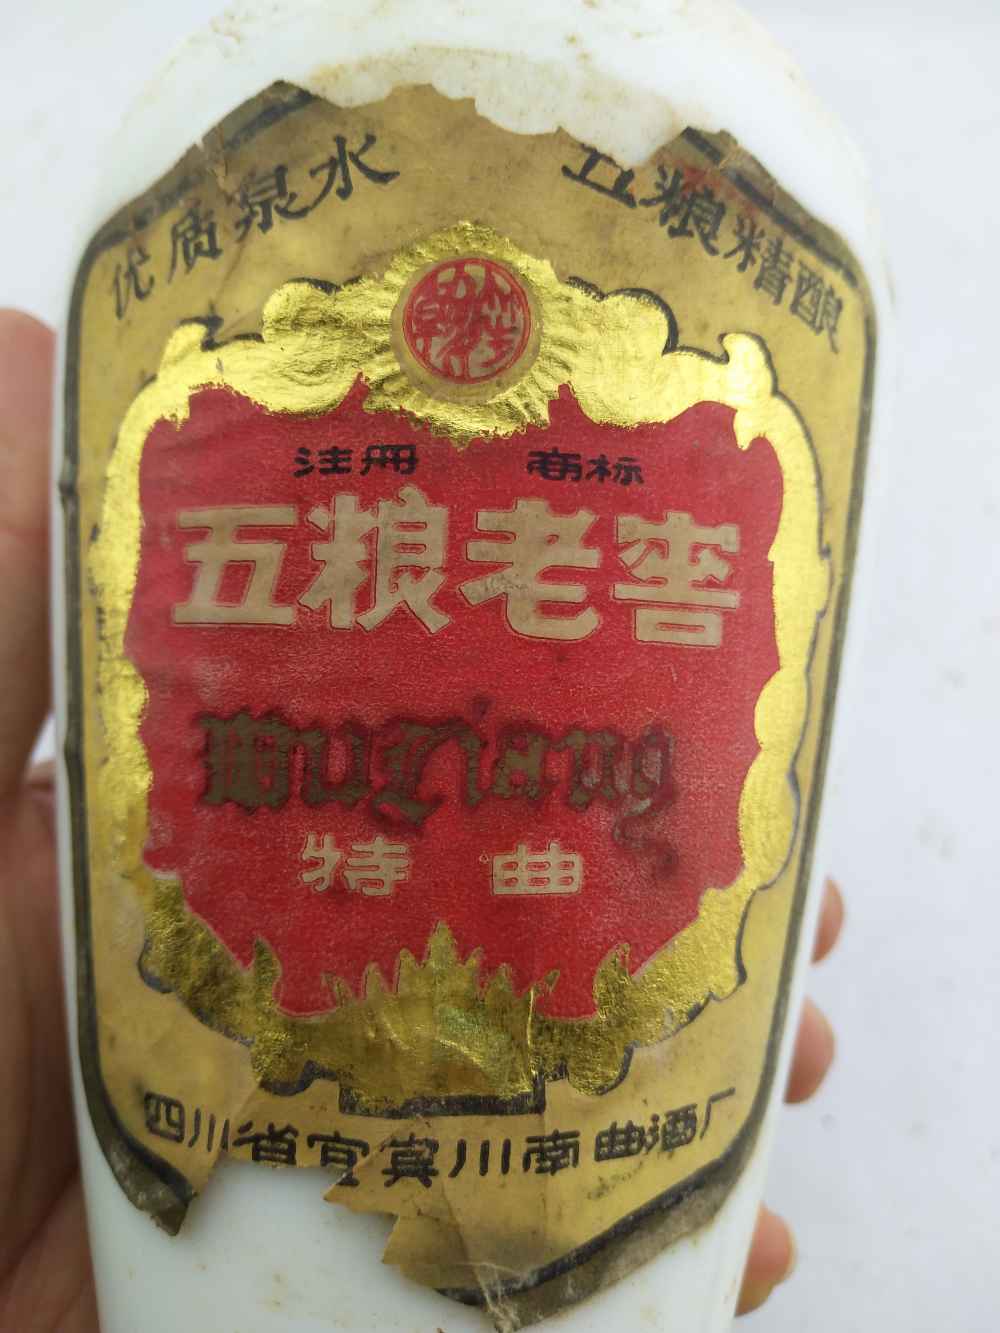 优质泉水 五粮精酿
注册 商标
五粮老窖
WuLiang
特曲
四川省宜宾川南曲酒厂